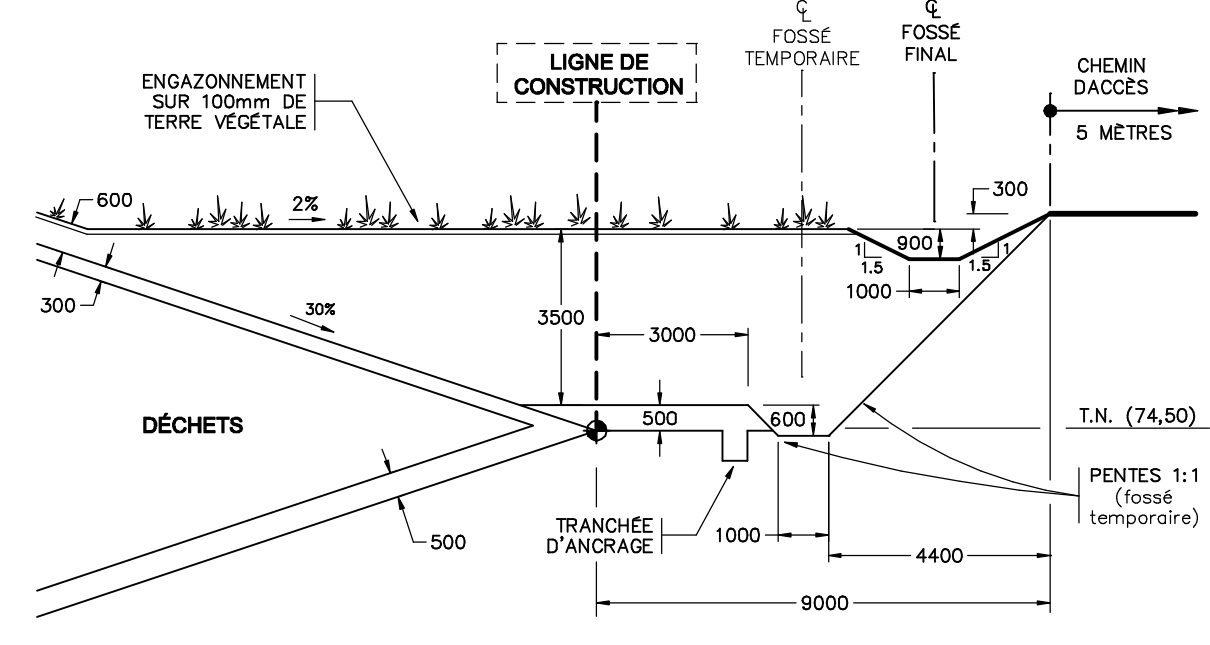 ℄
FOSSÉ
TEMPORAIRE
℄
FOSSÉ
FINAL
LIGNE DE
CONSTRUCTION
CHEMIN
DACCÈS
5 MÈTRES
ENGAZONNEMENT
SUR 100mm DE
TERRE VÉGÉTALE
600
2%
300
900
1
1.5
1
1.5
1000
300
30%
3500
3000
DÉCHETS
500
600
T.N. (74,50)
PENTES 1:1
(fossé
temporaire)
TRANCHÉE
D'ANCRAGE
1000
500
4400
9000